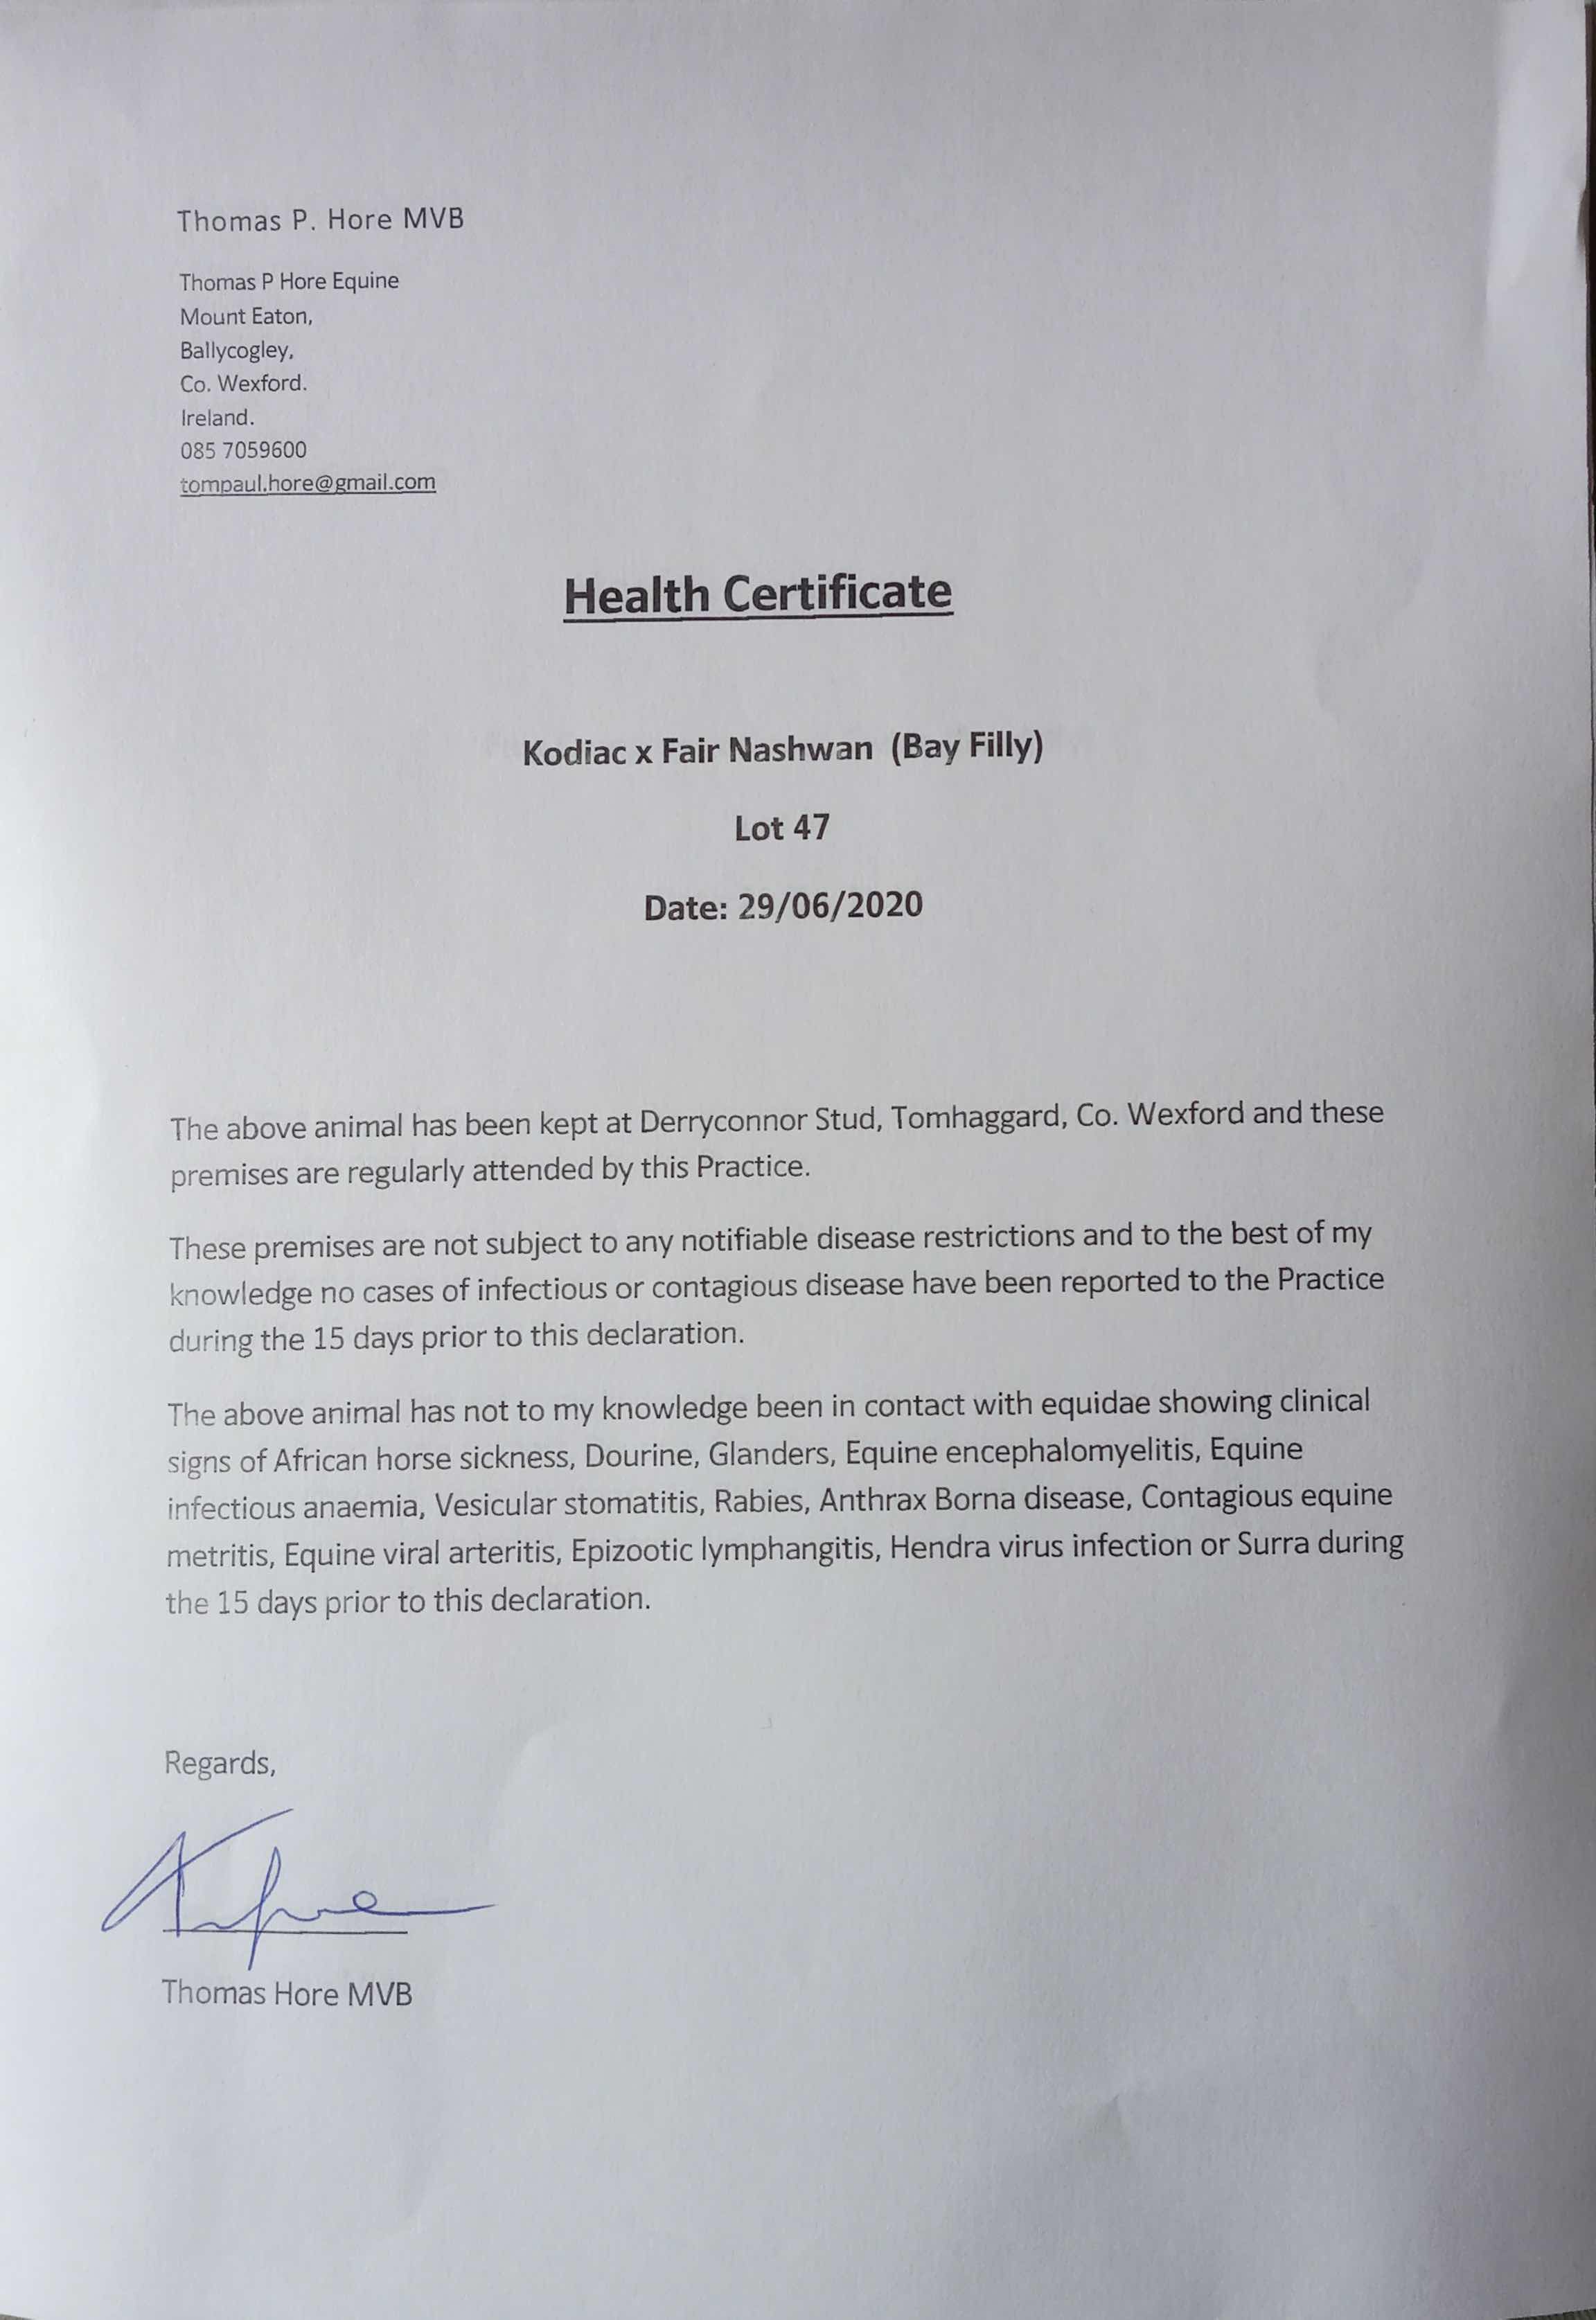 Thomas P. Hore MVB
Thomas P Hore Equine
Mount Eaton,
Ballycogley,
Co. Wexford.
Ireland.
085 7059600
tompaul.hore@gmail.com
Health Certificate
Kodiac x Fair Nashwan (Bay Filly)
Lot 47
Date: 29/06/2020
The above animal has been kept at Derryconnor Stud, Tomhaggard, Co. Wexford and these
premises are regularly attended by this Practice.
These premises are not subject to any notifiable disease restrictions and to the best of my
knowledge no cases of infectious or contagious disease have been reported to the Practice
during the 15 days prior to this declaration.
The above animal has not to my knowledge been in contact with equidae showing clinical
signs of African horse sickness, Dourine, Glanders, Equine encephalomyelitis, Equine
infectious anaemia, Vesicular stomatitis, Rabies, Anthrax Borna disease, Contagious equine
metritis, Equine viral arteritis, Epizootic lymphangitis, Hendra virus infection or Surra during
the 15 days prior to this declaration.
Regards,
Thomas Hore MVB